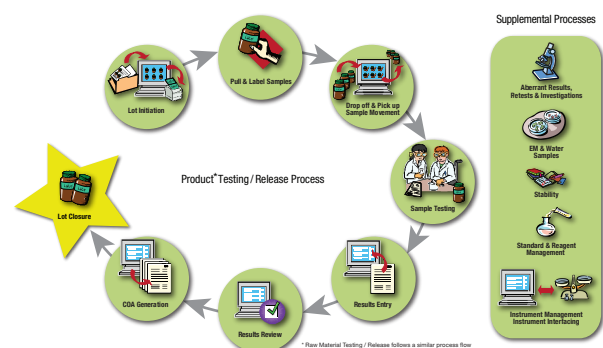 Supplemental Processes
Lot Initiation
Pull & Label Samples
Drop off & Pick up
Sample Movement
Sample Testing
Results Entry
Results Review
COA Generation
Lot Closure
Product* Testing / Release Process
Aberrant Results,
Retests & Investigations
EM & Water
Samples
Stability
Standard & Reagent
Management
Instrument Management
Instrument Interfacing
* Raw Material Testing / Release follows a similar process flow